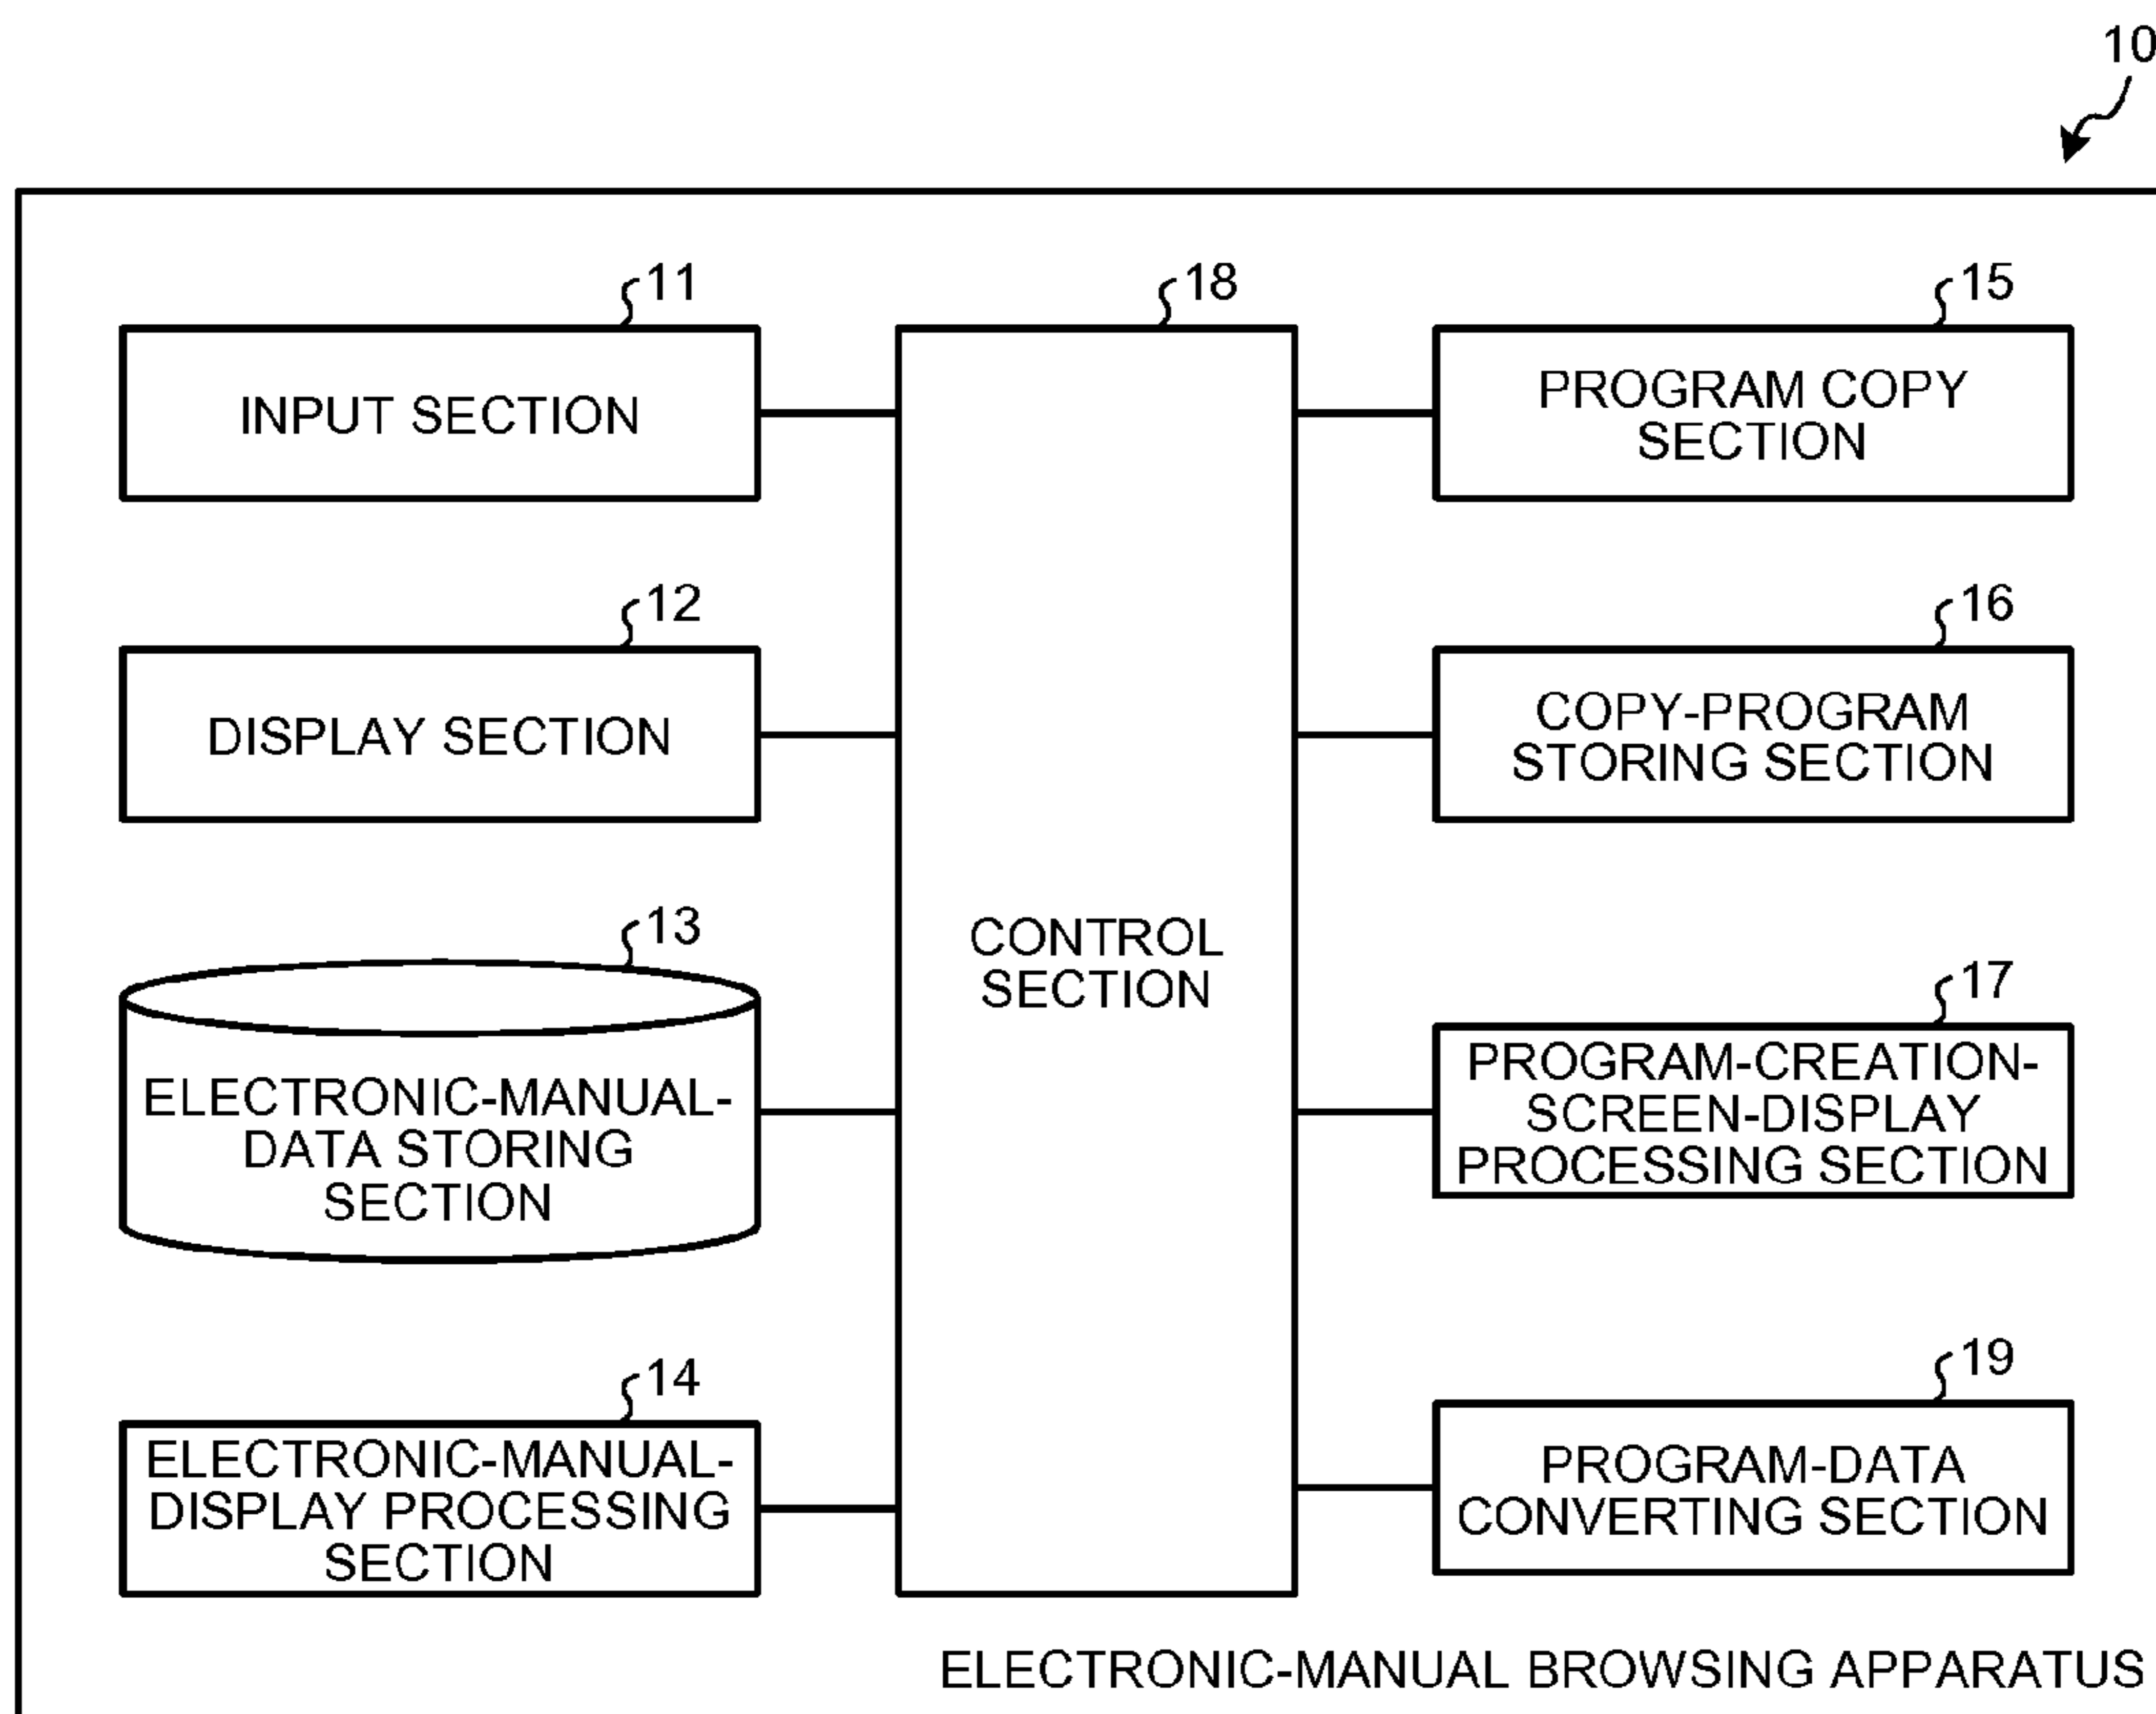 10
11
INPUT SECTION
12
DISPLAY SECTION
13
ELECTRONIC-MANUAL-
DATA STORING
SECTION
14
ELECTRONIC-MANUAL-
DISPLAY PROCESSING
SECTION
18
CONTROL
SECTION
15
PROGRAM COPY
SECTION
16
COPY-PROGRAM
STORING SECTION
17
PROGRAM-CREATION-
SCREEN-DISPLAY
PROCESSING SECTION
19
PROGRAM-DATA
CONVERTING SECTION
ELECTRONIC-MANUAL BROWSING APPARATUS